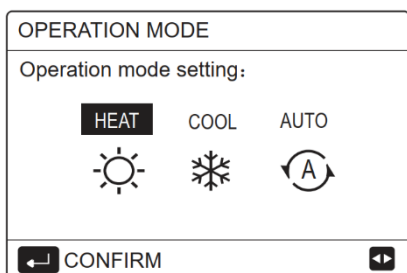 OPERATION MODE
Operation mode setting:
HEAT COOL AUTO
A
CONFIRM